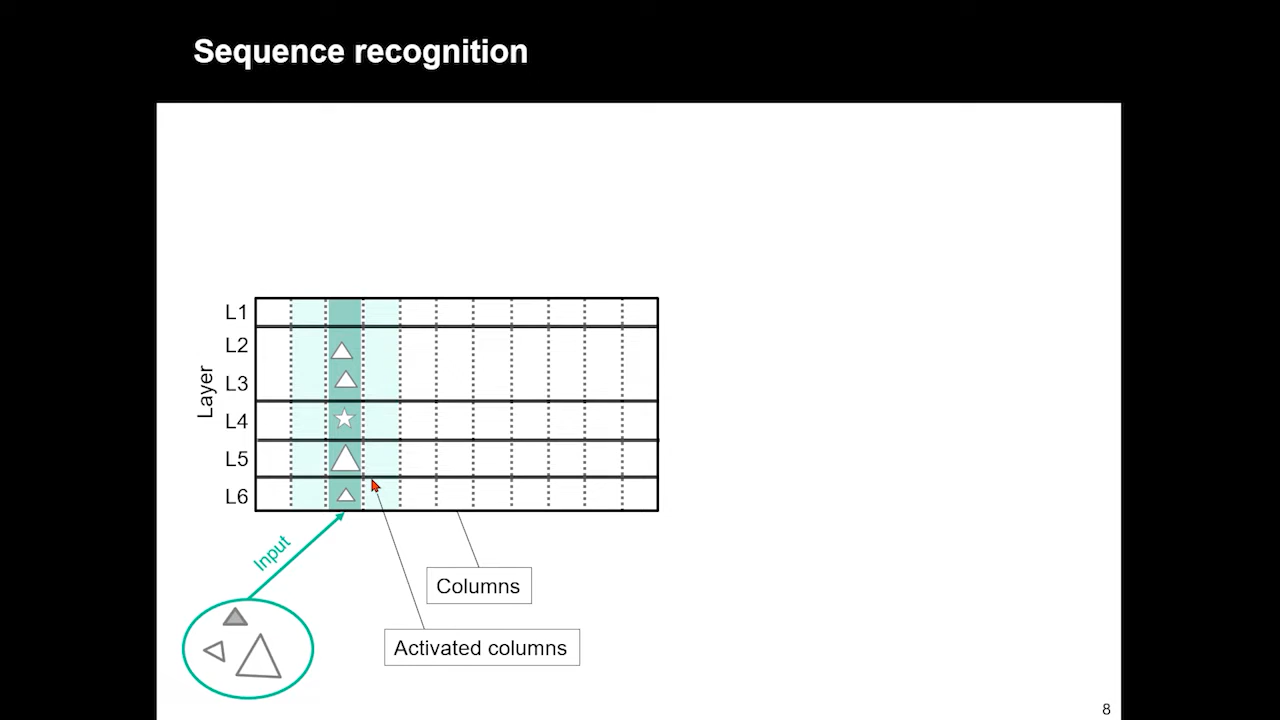 Sequence recognition
L1
L2
L3
L4
L5
L6
Layer
Input
Columns
Activated columns
8